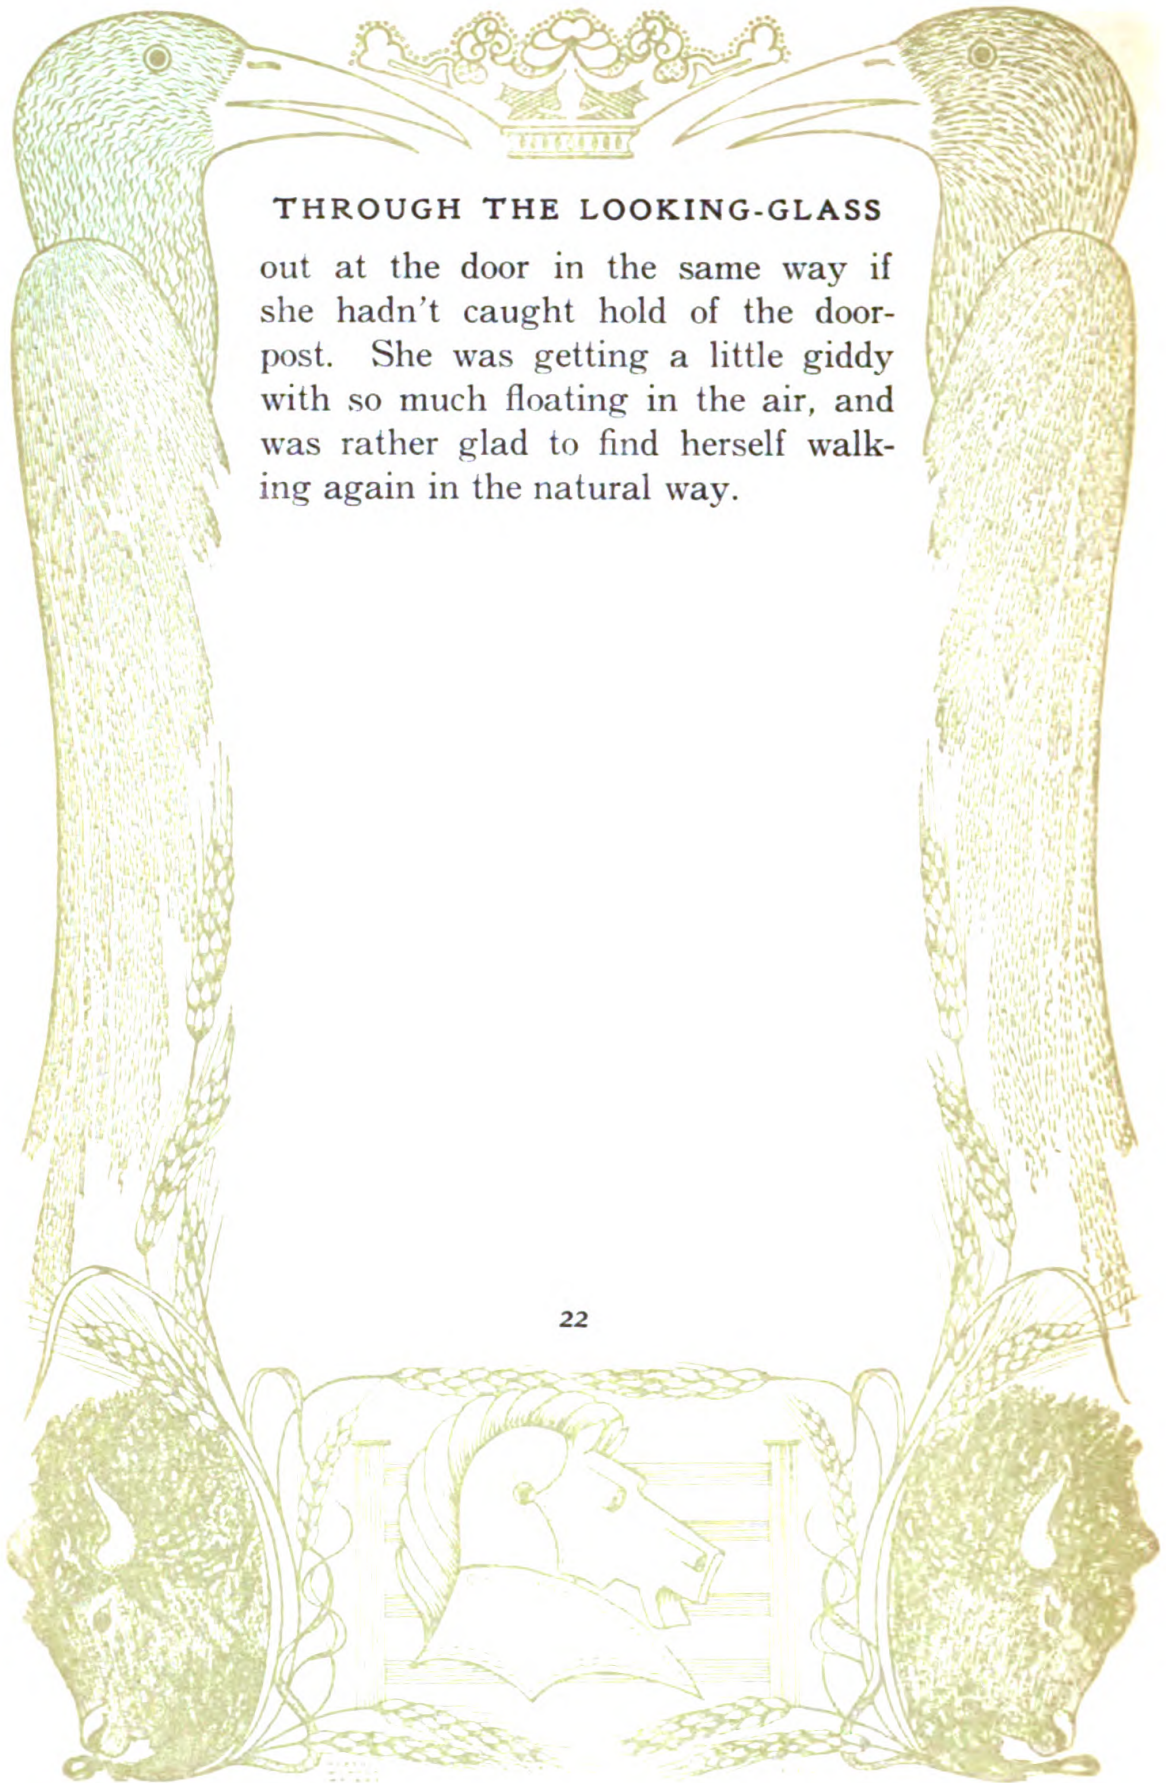 THROUGH THE LOOKING-GLASS
out at the door in the same way if
she hadn't caught hold of the door-
post. She was getting a little giddy
with so much floating in the air, and
was rather glad to find herself walk-
ing again in the natural way.
22